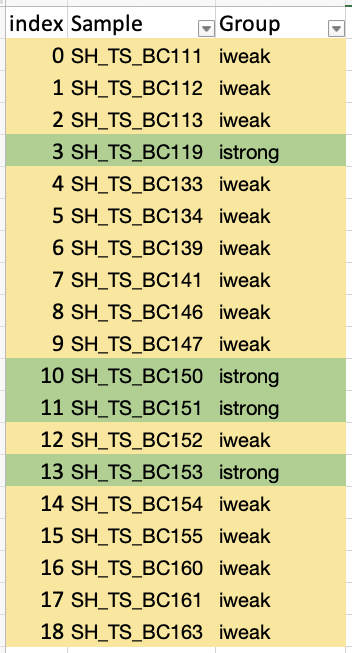 index Sample Group
0 SH_TS_BC111 iweak
1 SH_TS_BC112 iweak
2 SH_TS_BC113 iweak
3 SH_TS_BC119 istrong
4 SH_TS_BC133 iweak
5 SH_TS_BC134 iweak
6 SH_TS_BC139 iweak
7 SH_TS_BC141 iweak
8 SH_TS_BC146 iweak
9 SH_TS_BC147 iweak
10 SH_TS_BC150 istrong
11 SH_TS_BC151 istrong
12 SH_TS_BC152 iweak
13 SH_TS_BC153 istrong
14 SH_TS_BC154 iweak
15 SH_TS_BC155 iweak
16 SH_TS_BC160 iweak
17 SH_TS_BC161 iweak
18 SH_TS_BC163 iweak